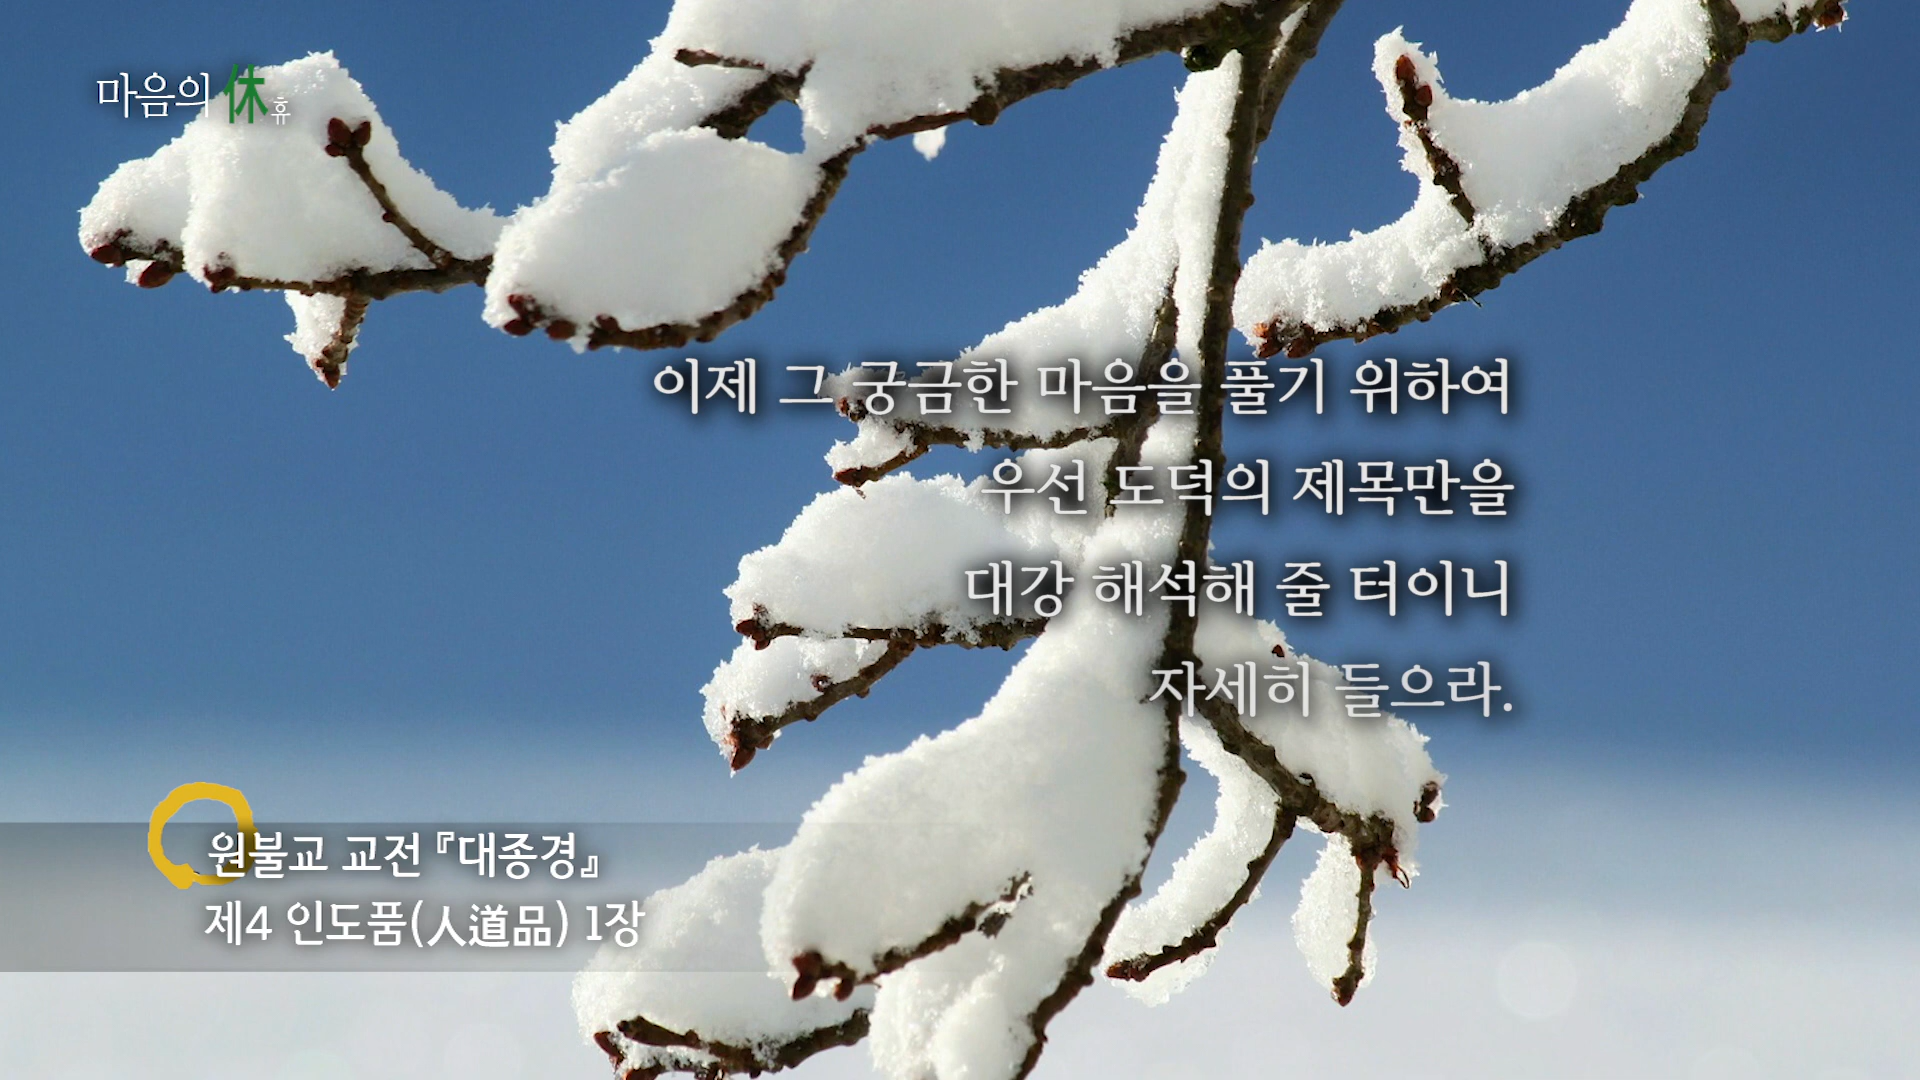 마음의 休휴
이제 그 궁금한 마음을 풀기 위하여
우선 도덕의 제목만을
대강 해석해 줄 터이니
자세히 들으라.
원불교 교전『대종경』
제4 인도품(人道品) 1장